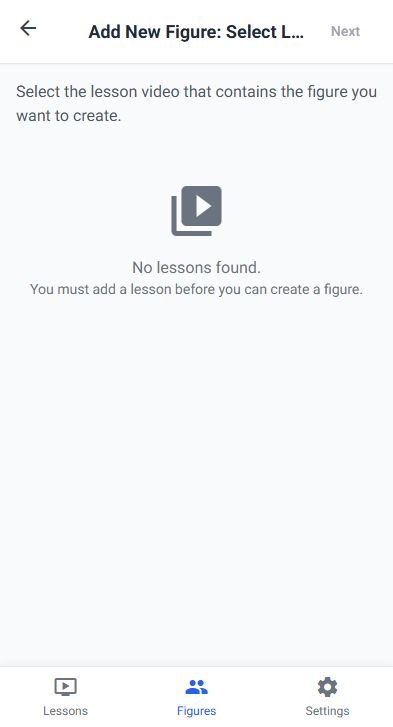 Add New Figure: Select L...
Next
Select the lesson video that contains the figure you
want to create.
No lessons found.
You must add a lesson before you can create a figure.
Lessons
Figures
Settings